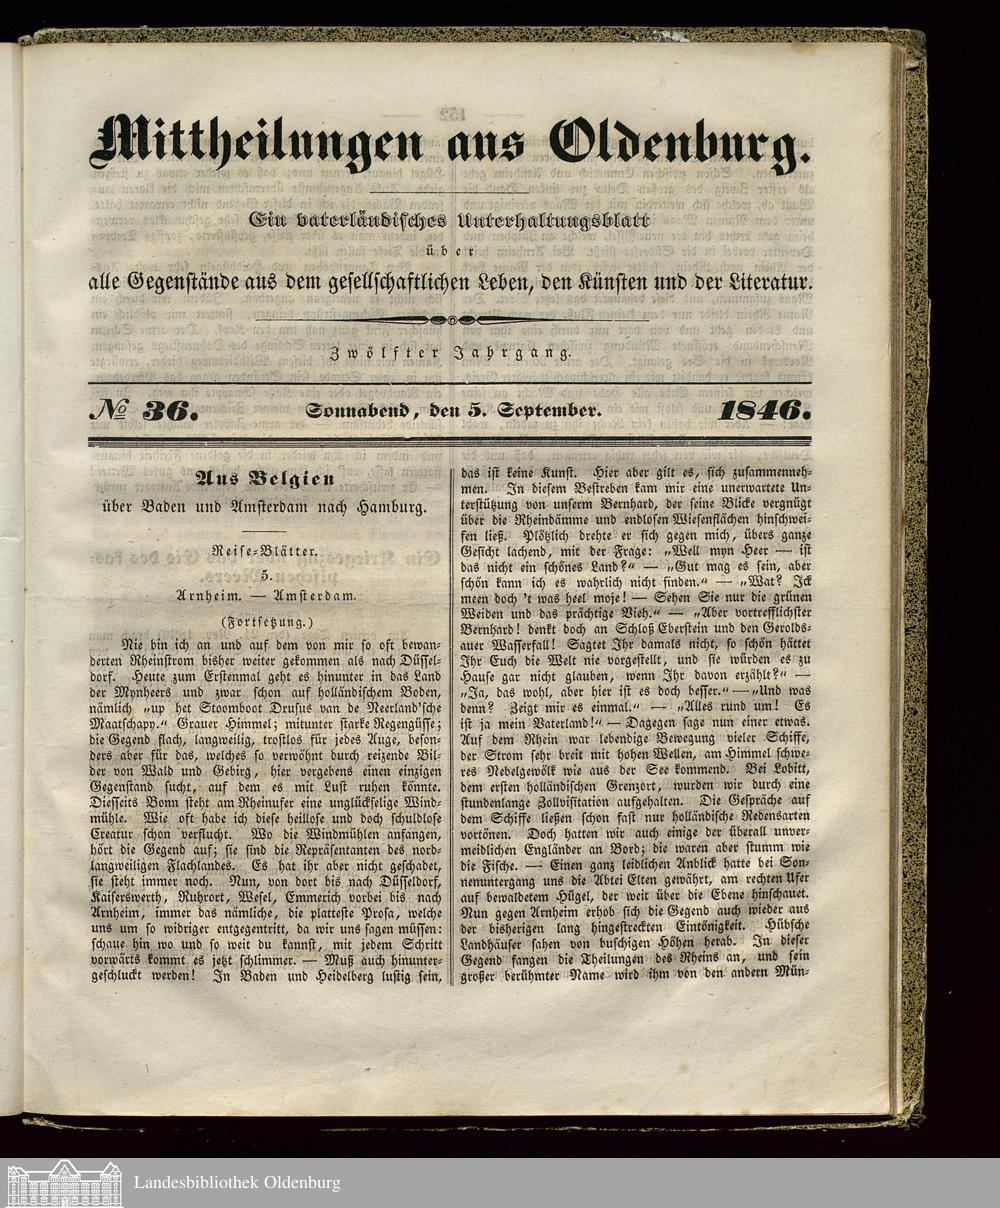 Mittheilungen aus Oldenburg.
Ein vaterländisches Unterhaltungsblatt
über
alle Gegenstände aus dem gesellschaftlichen Leben, den Künsten und der Literatur.
Zwölfter Jahrgang.
№ 36. Sonnabend, den 5. September. 1846.
Aus Belgien
über Baden und Amsterdam nach Hamburg.
Reise-Blätter.
5.
Arnheim. — Amsterdam.
(Fortsetzung.)
Nie bin ich an und auf dem von mir so oft bewan-
derten Rheinstrom bisher weiter gekommen als nach Düssel-
dorf. Heute zum Erstenmal geht es hinunter in das Land
der Mynheers und zwar schon auf holländischem Boden,
nämlich „up het Stoomboot Drusus van de Neerland'sche
Maatschapy.“ Grauer Himmel; mitunter starke Regengüsse;
die Gegend flach, langweilig, trostlos für jedes Auge, beson-
ders aber für das, welches so verwöhnt durch reizende Bil-
der von Wald und Gebirg, hier vergebens einen einzigen
Gegenstand sucht, auf dem es mit Lust ruhen könnte.
Diesseits Bonn steht am Rheinufer eine unglückselige Wind-
mühle. Wie oft habe ich diese heillose und doch schuldlose
Creatur schon verflucht. Wo die Windmühlen anfangen,
hört die Gegend auf; sie sind die Repräsentanten des nord-
langweiligen Flachlandes. Es hat ihr aber nicht geschadet,
sie steht immer noch. Nun, von dort bis nach Düsseldorf,
Kaiserswerth, Ruhrort, Wesel, Emmerich vorbei bis nach
Arnheim, immer das nämliche, die platteste Prosa, welche
uns um so widriger entgegentritt, da wir uns sagen müssen:
schaue hin wo und so weit du kannst, mit jedem Schritt
vorwärts kommt es jetzt schlimmer. — Muß auch hinunter-
geschluckt werden! In Baden und Heidelberg lustig sein,
das ist keine Kunst. Hier aber gilt es, sich zusammenneh-
men. In diesem Bestreben kam mir eine unerwartete Un-
terstützung von unserm Bernhard, der seine Blicke vergnügt
über die Rheindämme und endlosen Wiesenflächen hinschwei-
fen ließ. Plötzlich drehte er sich gegen mich, übers ganze
Gesicht lachend, mit der Frage: „Well myn Heer — ist
das nicht ein schönes Land?“ — „Gut mag es sein, aber
schön kann ich es wahrlich nicht finden.“ — „Wat? Ick
meen doch 't was heel moje! — Sehen Sie nur die grünen
Weiden und das prächtige Vieh.“ — „Aber vortrefflichster
Bernhard! denkt doch an Schloß Eberstein und den Gerolds-
auer Wasserfall! Sagtet Ihr damals nicht, so schön hättet
Ihr Euch die Welt nie vorgestellt, und sie würden es zu
Hause gar nicht glauben, wenn Ihr davon erzählt?“ —
„Ja, das wohl, aber hier ist es doch besser.“ — „Und was
denn? Zeigt mir es einmal.“ — „Alles rund um! Es
ist ja mein Vaterland!“ — Dagegen sage nun einer etwas.
Auf dem Rhein war lebendige Bewegung vieler Schiffe,
der Strom sehr breit mit hohen Wellen, am Himmel schwe-
res Nebelgewölk wie aus der See kommend. Bei Lobitt,
dem ersten holländischen Grenzort, wurden wir durch eine
stundenlange Zollvisitation aufgehalten. Die Gespräche auf
dem Schiffe ließen schon fast nur holländische Redensarten
vortönen. Doch hatten wir auch einige der überall unver-
meidlichen Engländer an Bord; die waren aber stumm wie
die Fische. — Einen ganz leidlichen Anblick hatte bei Son-
nenuntergang uns die Abtei Elten gewährt, am rechten Ufer
auf bewaldetem Hügel, der weit über die Ebene hinschauet.
Nun gegen Arnheim erhob sich die Gegend auch wieder aus
der bisherigen lang hingestreckten Eintönigkeit. Hübsche
Landhäuser sahen von buschigen Höhen herab. In dieser
Gegend fangen die Theilungen des Rheins an, und sein
großer berühmter Name wird ihm von den andern Mün-
Landesbibliothek Oldenburg